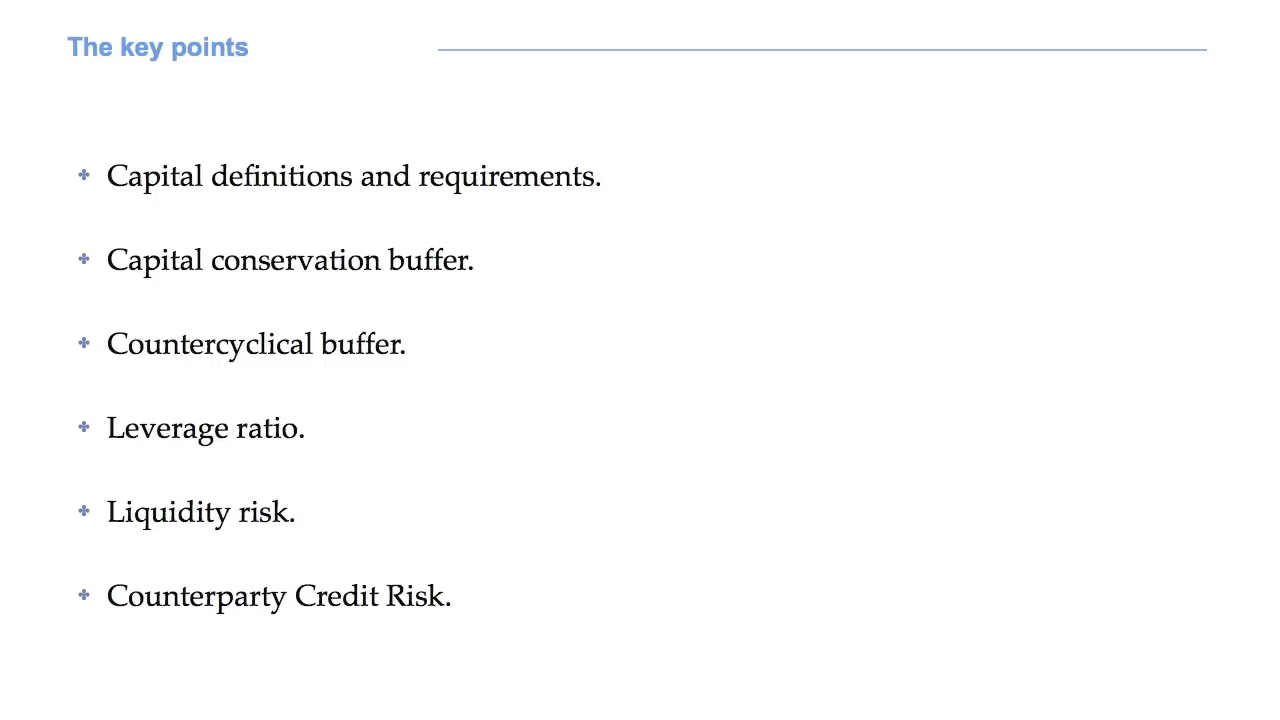 The key points
Capital definitions and requirements.
Capital conservation buffer.
Countercyclical buffer.
Leverage ratio.
Liquidity risk.
Counterparty Credit Risk.